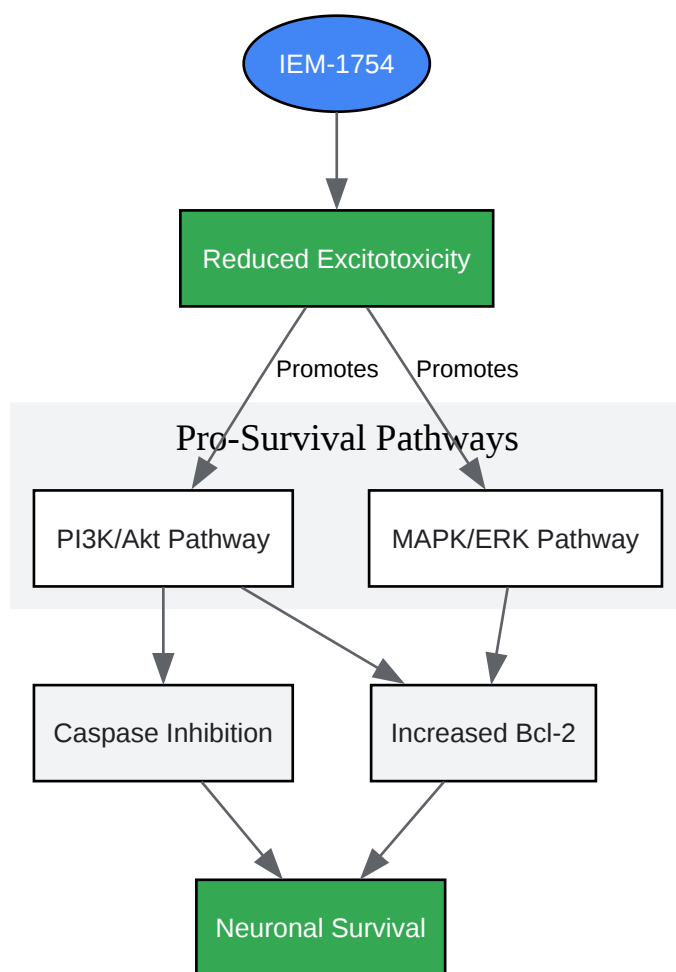 IEM-1754
Reduced Excitotoxicity
Promotes
Promotes
Pro-Survival Pathways
PI3K/Akt Pathway
MAPK/ERK Pathway
Caspase Inhibition
Increased Bcl-2
Neuronal Survival